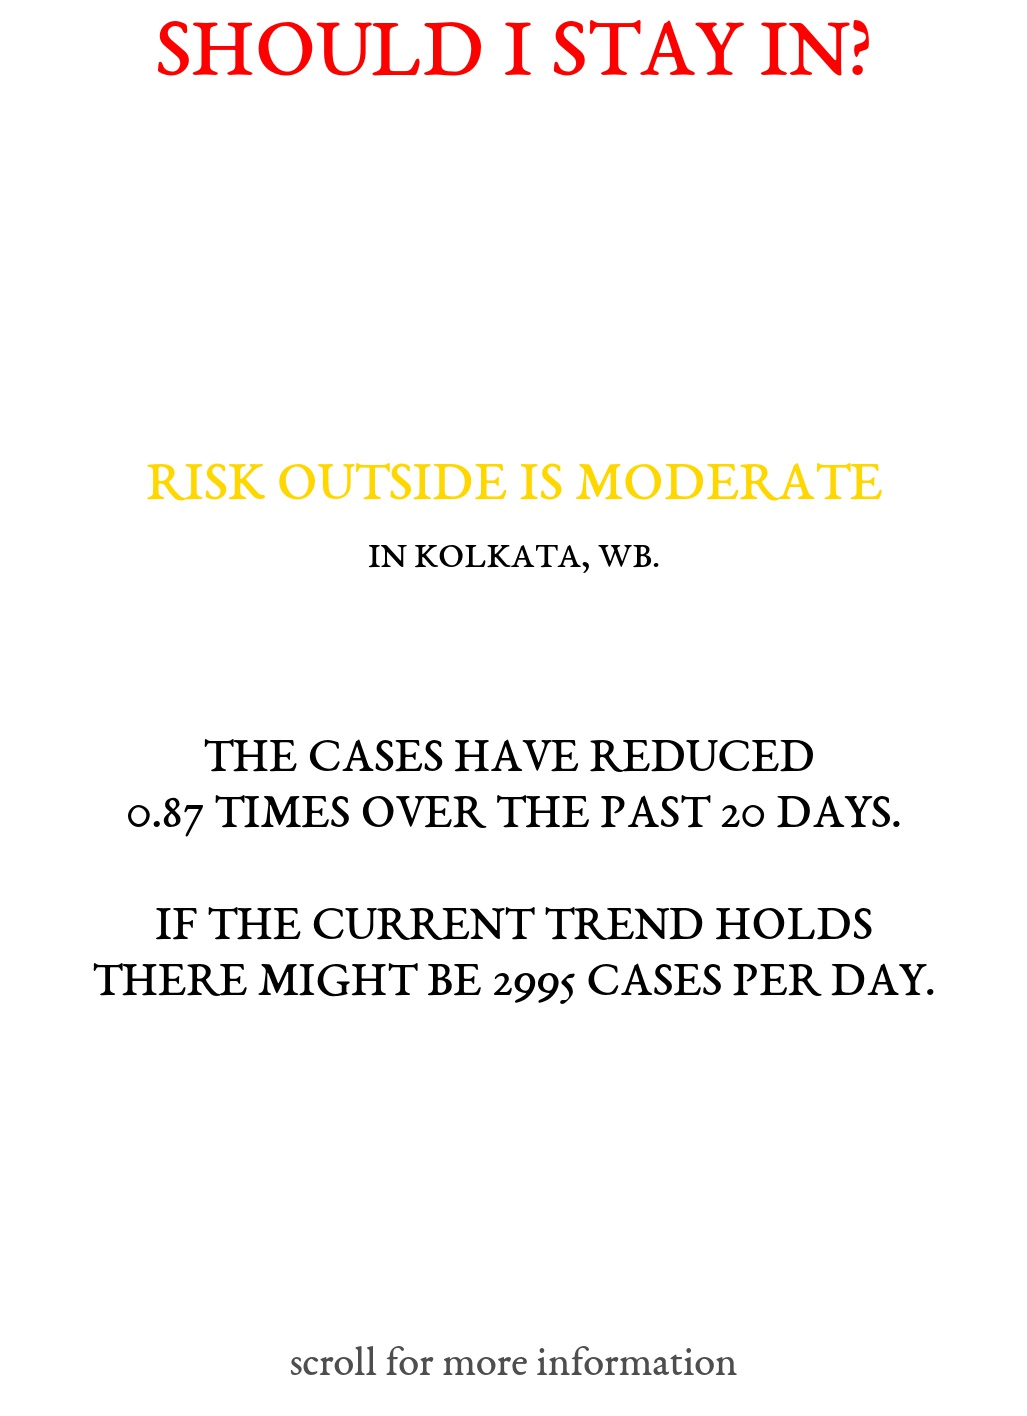 SHOULD I STAY IN?
RISK OUTSIDE IS MODERATE
IN KOLKATA, WB.
THE CASES HAVE REDUCED
0.87 TIMES OVER THE PAST 20 DAYS.
IF THE CURRENT TREND HOLDS
THERE MIGHT BE 2995 CASES PER DAY.
scroll for more information